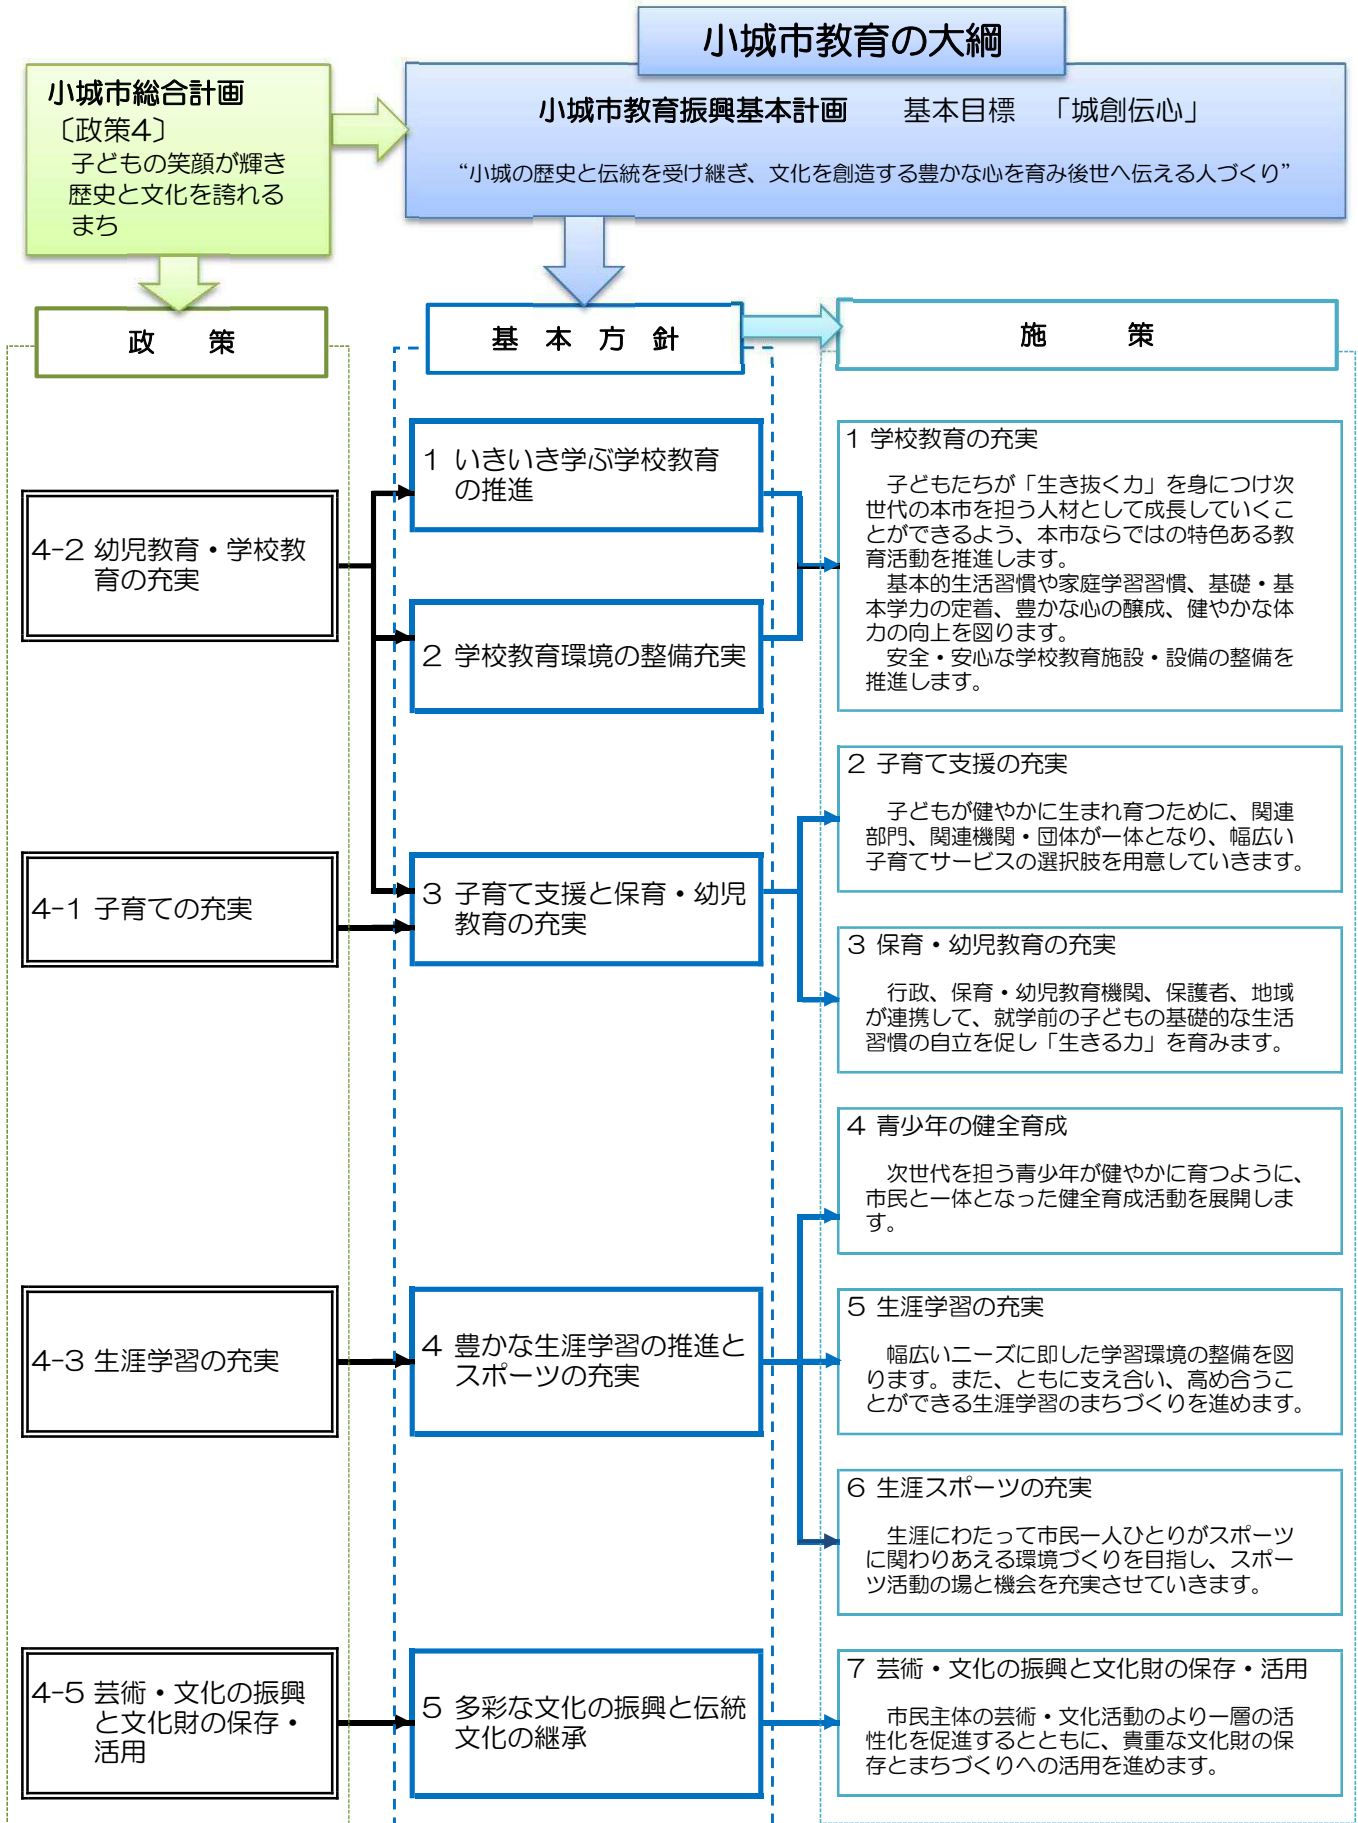 小城市教育の大綱
小城市総合計画
〔政策4〕
子どもの笑顔が輝き
歴史と文化を誇れる
まち
小城市教育振興基本計画　基本目標　「城創伝心」
“小城の歴史と伝統を受け継ぎ、文化を創造する豊かな心を育み後世へ伝える人づくり”
政　策
基 本 方 針
施　策
4-2 幼児教育・学校教
育の充実
4-1 子育ての充実
4-3 生涯学習の充実
4-5 芸術・文化の振興
と文化財の保存・
活用
1 いきいき学ぶ学校教育
の推進
2 学校教育環境の整備充実
3 子育て支援と保育・幼児
教育の充実
4 豊かな生涯学習の推進と
スポーツの充実
5 多彩な文化の振興と伝統
文化の継承
1 学校教育の充実
子どもたちが「生き抜く力」を身につけ次
世代の本市を担う人材として成長していくこ
とができるよう、本市ならではの特色ある教
育活動を推進します。
基本的生活習慣や家庭学習習慣、基礎・基
本学力の定着、豊かな心の醸成、健やかな体
力の向上を図ります。
安全・安心な学校教育施設・設備の整備を
推進します。
2 子育て支援の充実
子どもが健やかに生まれ育つために、関連
部門、関連機関・団体が一体となり、幅広い
子育てサービスの選択肢を用意していきます。
3 保育・幼児教育の充実
行政、保育・幼児教育機関、保護者、地域
が連携して、就学前の子どもの基礎的な生活
習慣の自立を促し「生きる力」を育みます。
4 青少年の健全育成
次世代を担う青少年が健やかに育つように、
市民と一体となった健全育成活動を展開しま
す。
5 生涯学習の充実
幅広いニーズに即した学習環境の整備を図
ります。また、ともに支え合い、高め合うこ
とができる生涯学習のまちづくりを進めます。
6 生涯スポーツの充実
生涯にわたって市民一人ひとりがスポーツ
に関わりあえる環境づくりを目指し、スポー
ツ活動の場と機会を充実させていきます。
7 芸術・文化の振興と文化財の保存・活用
市民主体の芸術・文化活動のより一層の活
性化を促進するとともに、貴重な文化財の保
存とまちづくりへの活用を進めます。